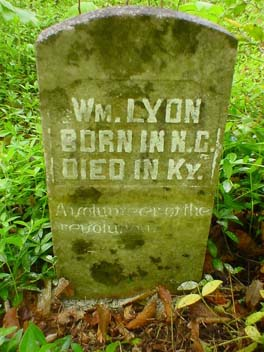 WM. LYON
BORN IN N.C.
DIED IN KY.
A volunteer of the
revolution.